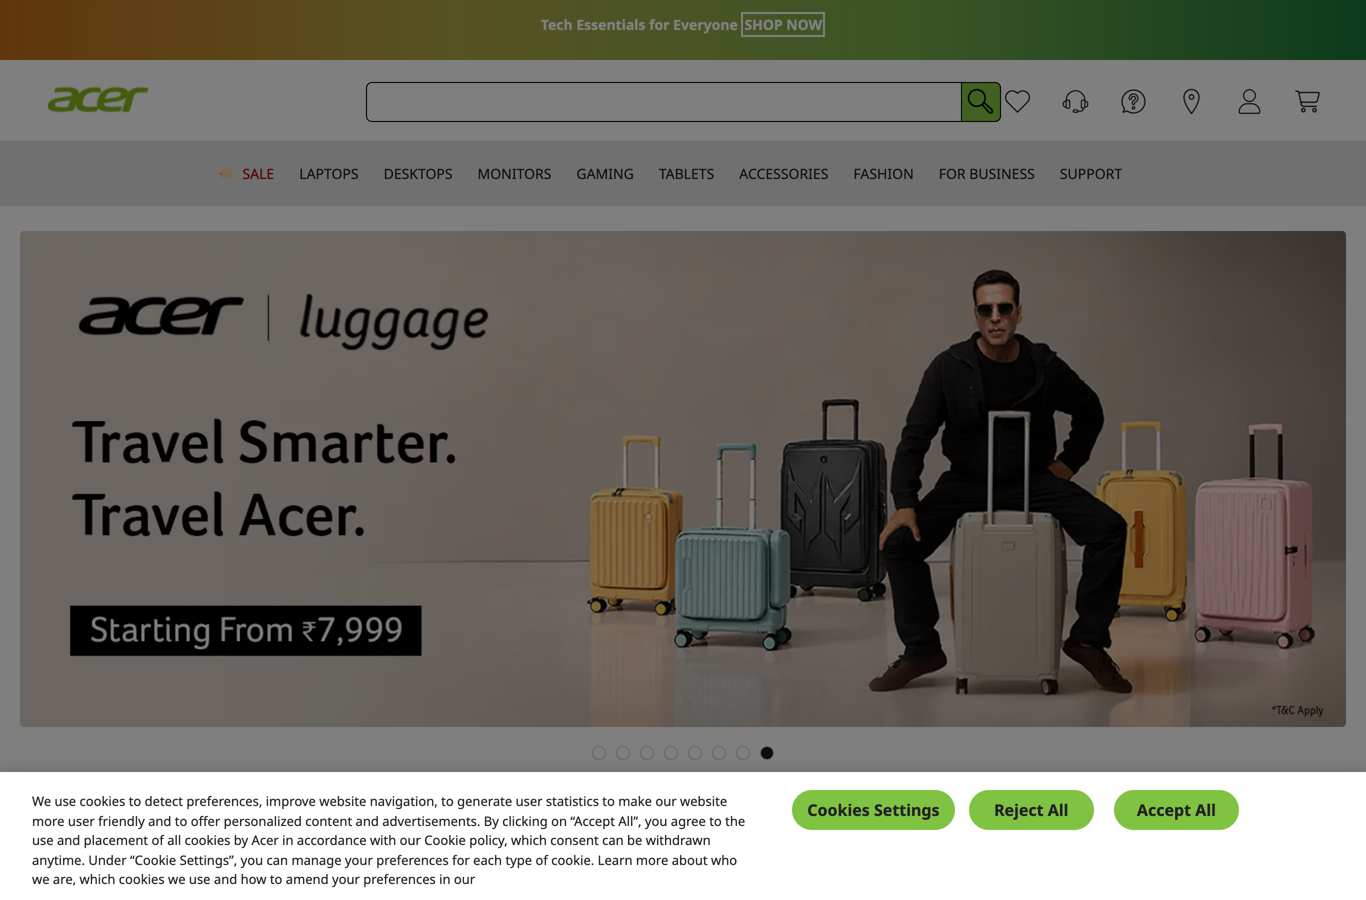 Tech Essentials for Everyone SHOP NOW
acer
SALE LAPTOPS DESKTOPS MONITORS GAMING TABLETS ACCESSORIES FASHION FOR BUSINESS SUPPORT
acer | luggage
Travel Smarter.
Travel Acer.
Starting From ₹7,999
*T&C Apply
We use cookies to detect preferences, improve website navigation, to generate user statistics to make our website
more user friendly and to offer personalized content and advertisements. By clicking on “Accept All”, you agree to the
use and placement of all cookies by Acer in accordance with our Cookie policy, which consent can be withdrawn
anytime. Under “Cookie Settings”, you can manage your preferences for each type of cookie. Learn more about who
we are, which cookies we use and how to amend your preferences in our
Cookies Settings Reject All Accept All